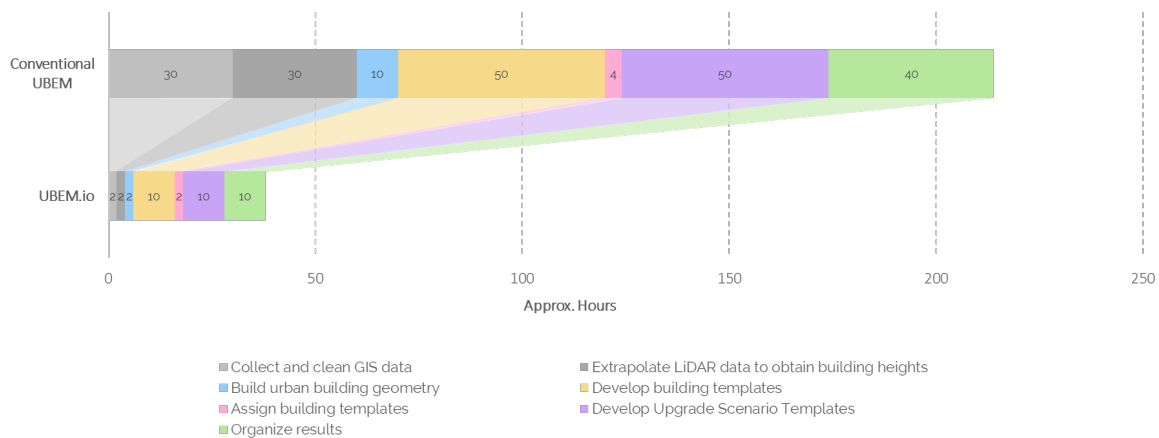 Conventional
UBEM
30 30 10 50 4 50 40
UBEM.io
2 2 2 10 2 10 10
0 50 100 150 200 250
Approx. Hours
Collect and clean GIS data
Extrapolate LiDAR data to obtain building heights
Build urban building geometry
Develop building templates
Assign building templates
Develop Upgrade Scenario Templates
Organize results